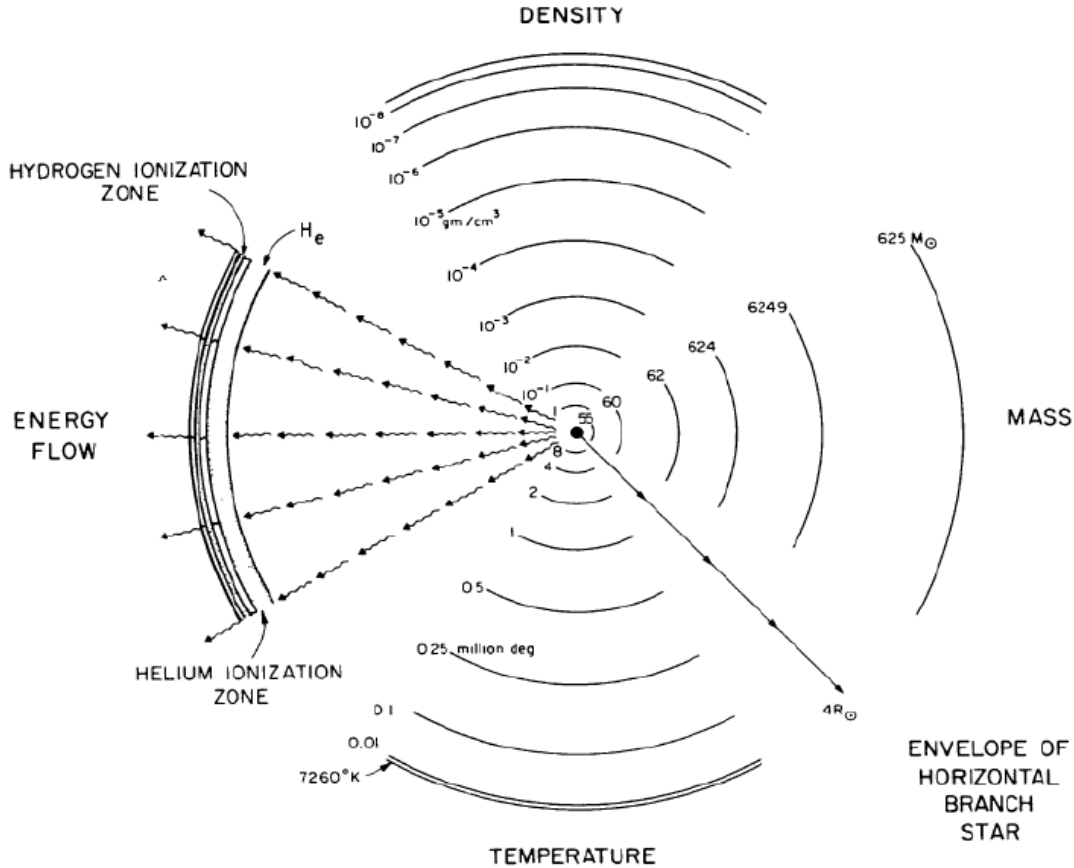 DENSITY
10⁻⁸
10⁻⁷
10⁻⁶
10⁻⁵ gm/cm³
10⁻⁴
10⁻³
10⁻²
10⁻¹
1
HYDROGEN IONIZATION
ZONE
He
ENERGY
FLOW
HELIUM IONIZATION
ZONE
625 M☉
6249
624
62
60
55
MASS
8
4
2
1
0.5
0.25 million deg
0.1
0.01
7260°K
4R☉
ENVELOPE OF
HORIZONTAL
BRANCH
STAR
TEMPERATURE